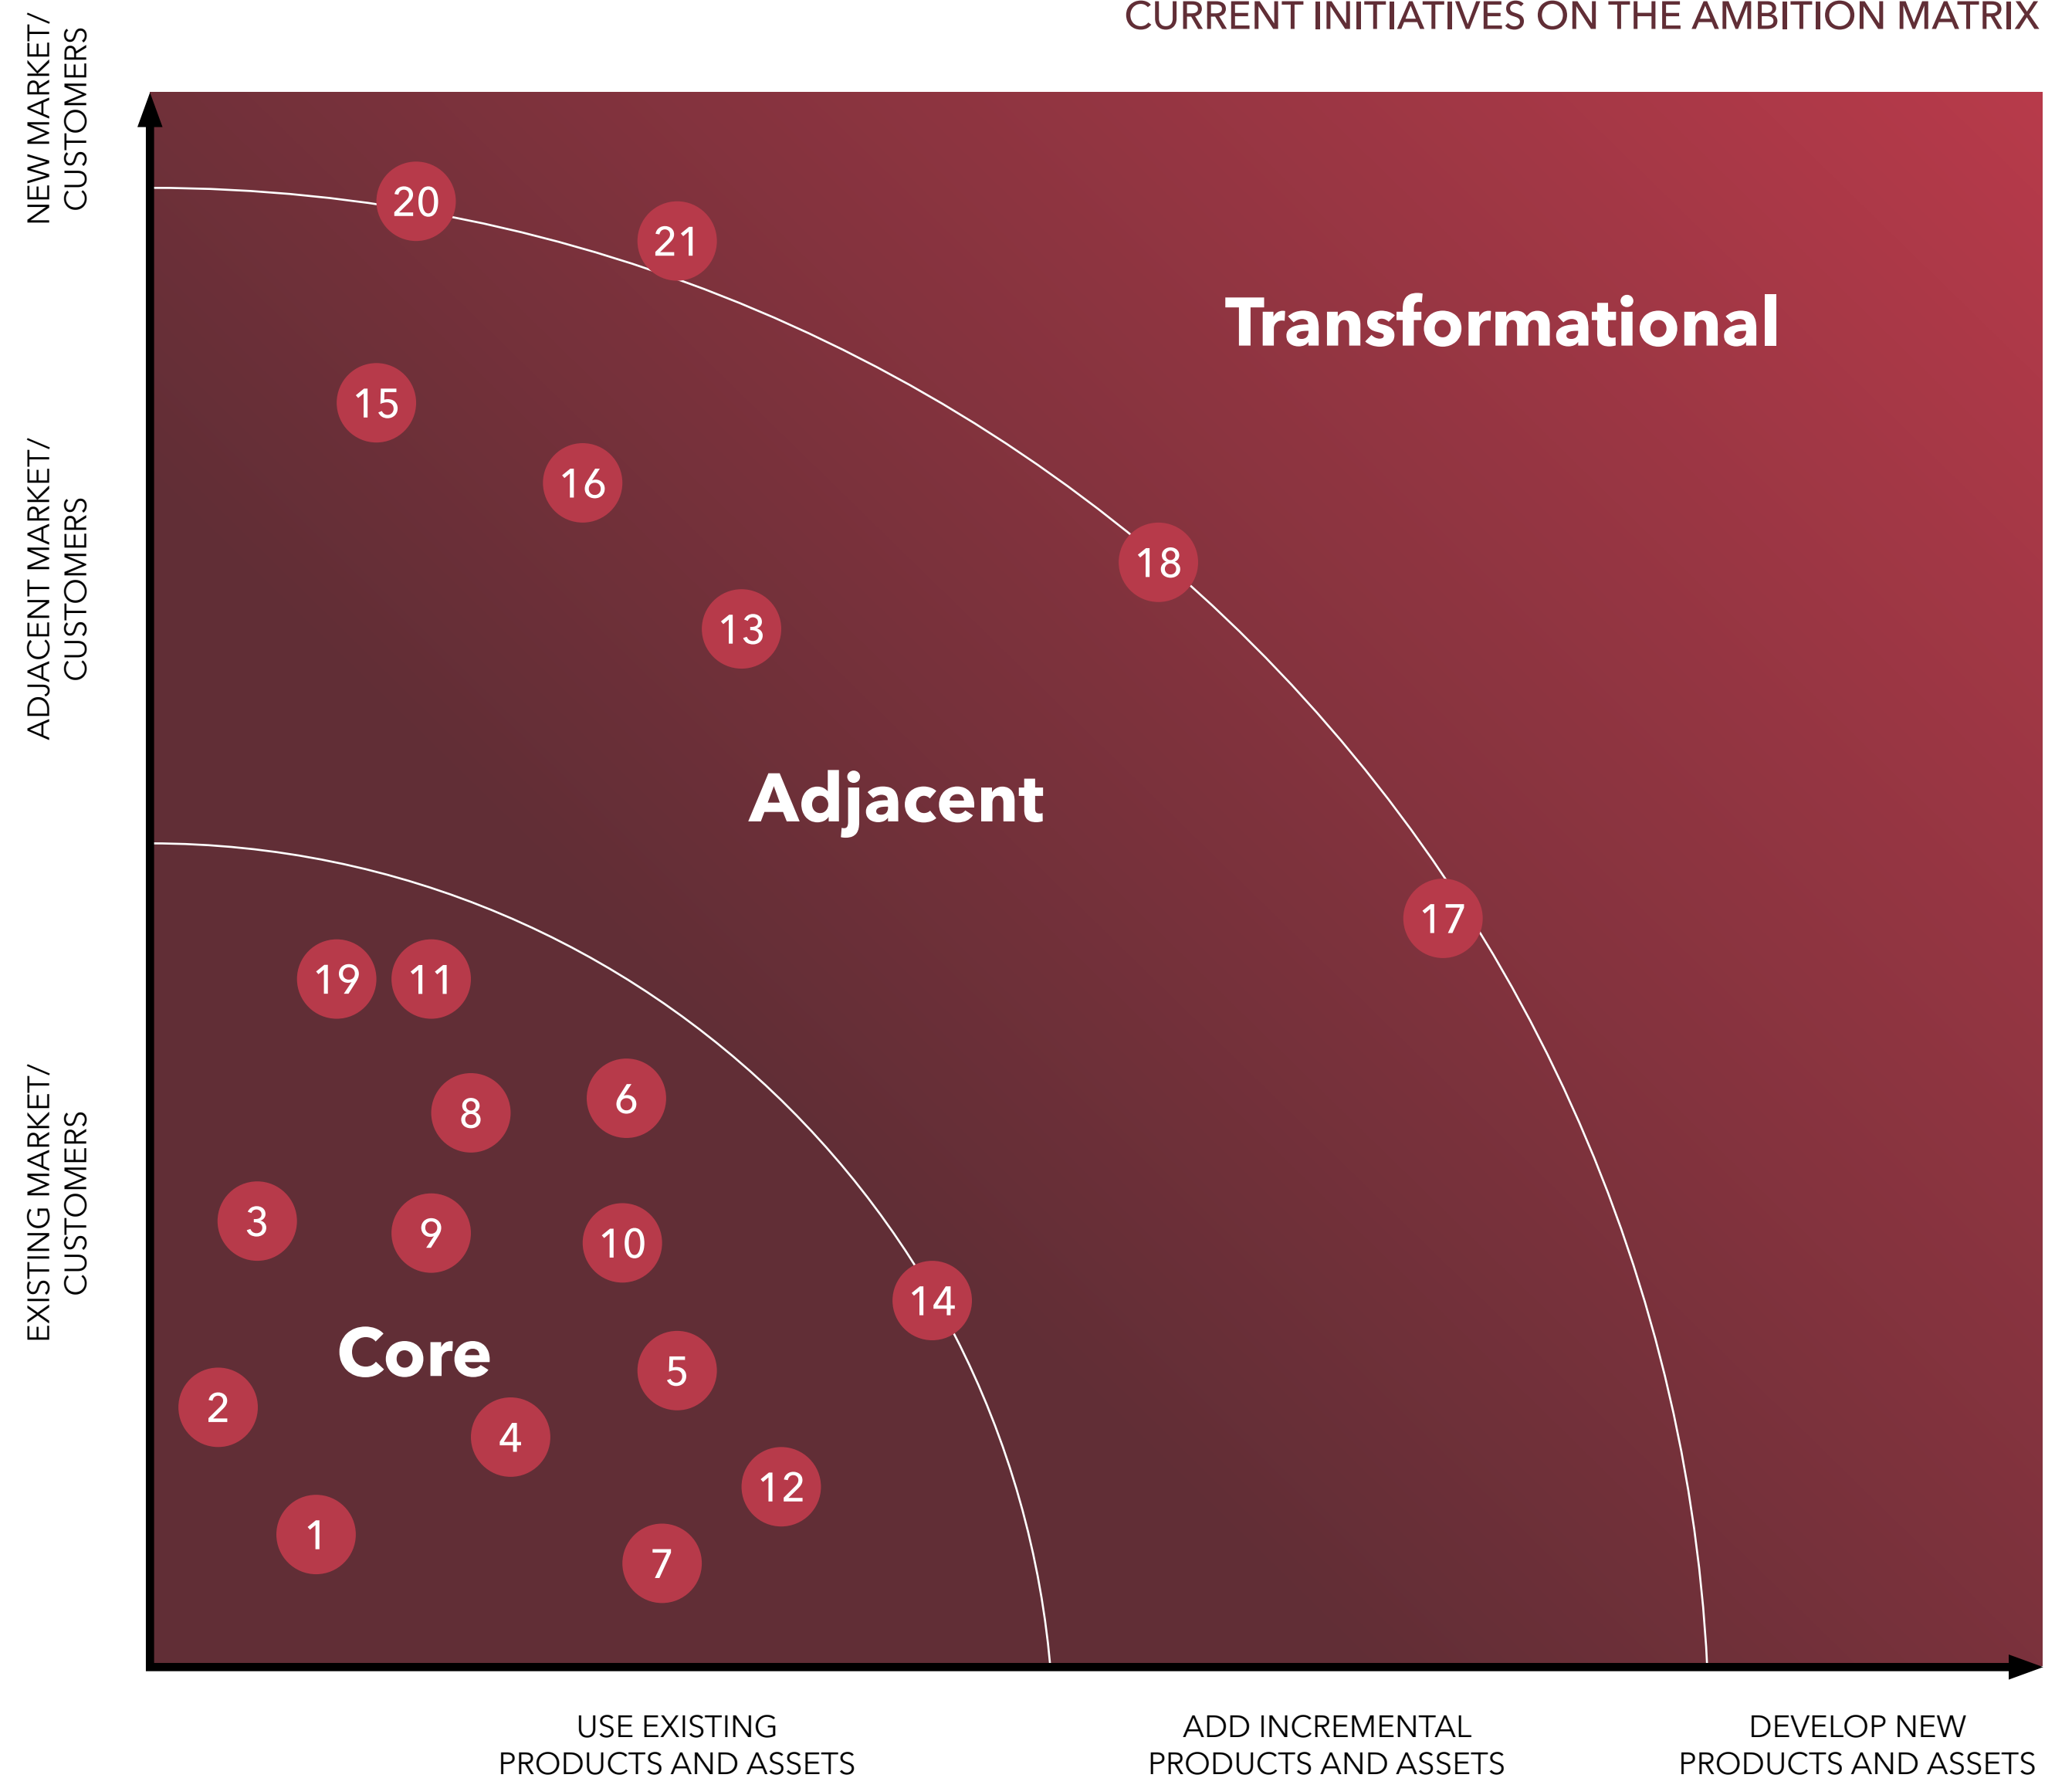 CURRENT INITIATIVES ON THE AMBITION MATRIX
NEW MARKET/
CUSTOMERS
ADJACENT MARKET/
CUSTOMERS
EXISTING MARKET/
CUSTOMERS
20
21
Transformational
15
16
18
13
Adjacent
17
19
11
8
6
3
9
10
14
Core
5
2
4
12
1
7
USE EXISTING
PRODUCTS AND ASSETS
ADD INCREMENTAL
PRODUCTS AND ASSETS
DEVELOP NEW
PRODUCTS AND ASSETS